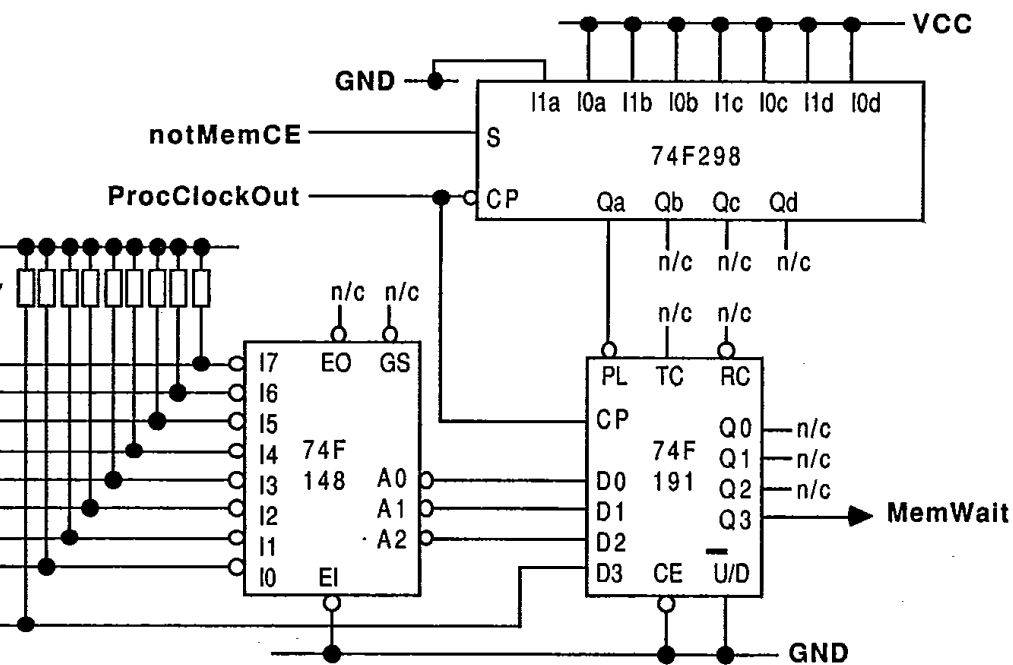 VCC
GND
I1a I0a I1b I0b I1c I0c I1d I0d
notMemCE
S
74F298
ProcClockOut
CP
Qa Qb Qc Qd
n/c n/c n/c
n/c n/c
n/c n/c
I7 EO GS
PL TC RC
I6
CP
I5
Q0 n/c
I4 74F
74F Q1 n/c
I3 148 A0
D0 191 Q2 n/c
I2 A1
D1 Q3 MemWait
I1 A2
D2
I0 EI
D3 CE U/D
GND